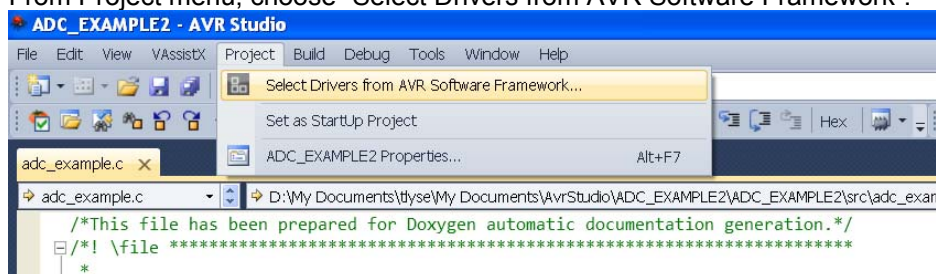 From Project menu, choose "Select Drivers from AVR Software Framework".
ADC_EXAMPLE2 - AVR Studio
File Edit View VAssistX Project Build Debug Tools Window Help
Select Drivers from AVR Software Framework...
Set as StartUp Project
Hex
ADC_EXAMPLE2 Properties... Alt+F7
adc_example.c
adc_example.c D:\My Documents\tlyse\My Documents\AvrStudio\ADC_EXAMPLE2\ADC_EXAMPLE2\src\adc_exam
/*This file has been prepared for Doxygen automatic documentation generation.*/
/*! \file *********************************************************************
*